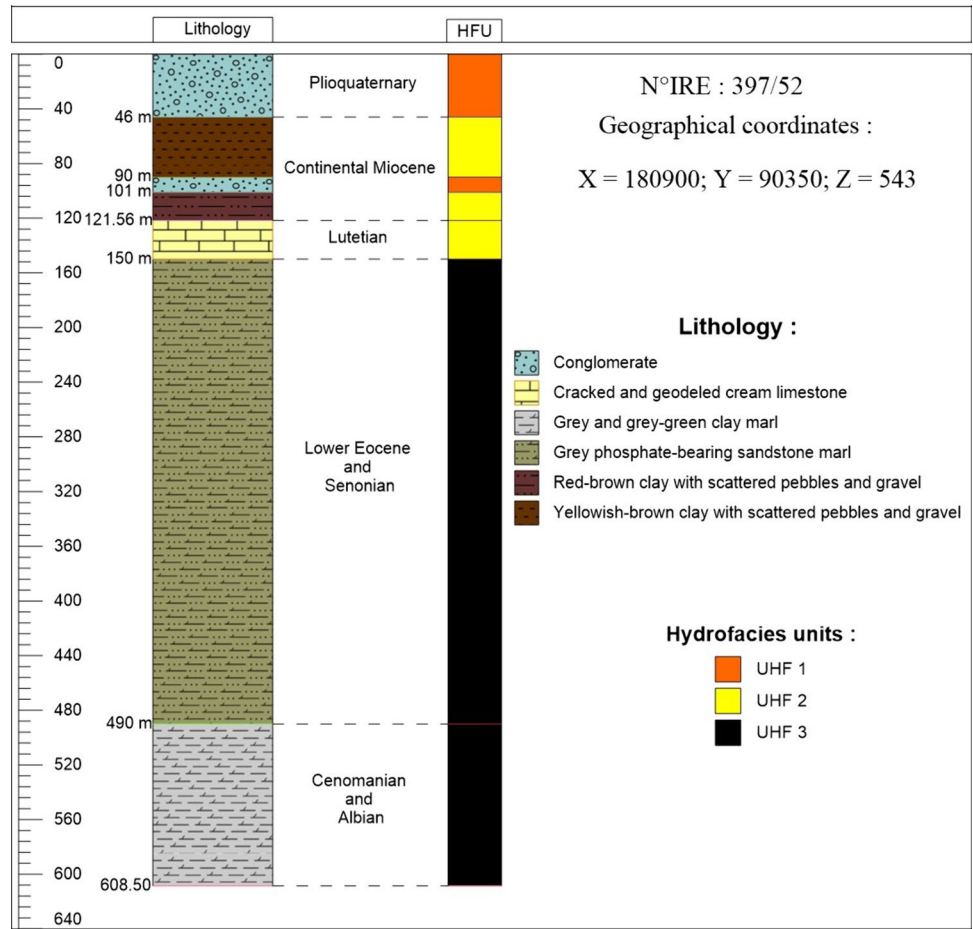 Lithology
HFU
0
40
80
120
160
200
240
280
320
360
400
440
480
520
560
600
640
46 m
90 m
101 m
121.56 m
150 m
490 m
608.50
Plioquaternary
Continental Miocene
Lutetian
Lower Eocene
and
Senonian
Cenomanian
and
Albian
N°IRE : 397/52
Geographical coordinates :
X = 180900; Y = 90350; Z = 543
Lithology :
Conglomerate
Cracked and geodeled cream limestone
Grey and grey-green clay marl
Grey phosphate-bearing sandstone marl
Red-brown clay with scattered pebbles and gravel
Yellowish-brown clay with scattered pebbles and gravel
Hydrofacies units :
UHF 1
UHF 2
UHF 3